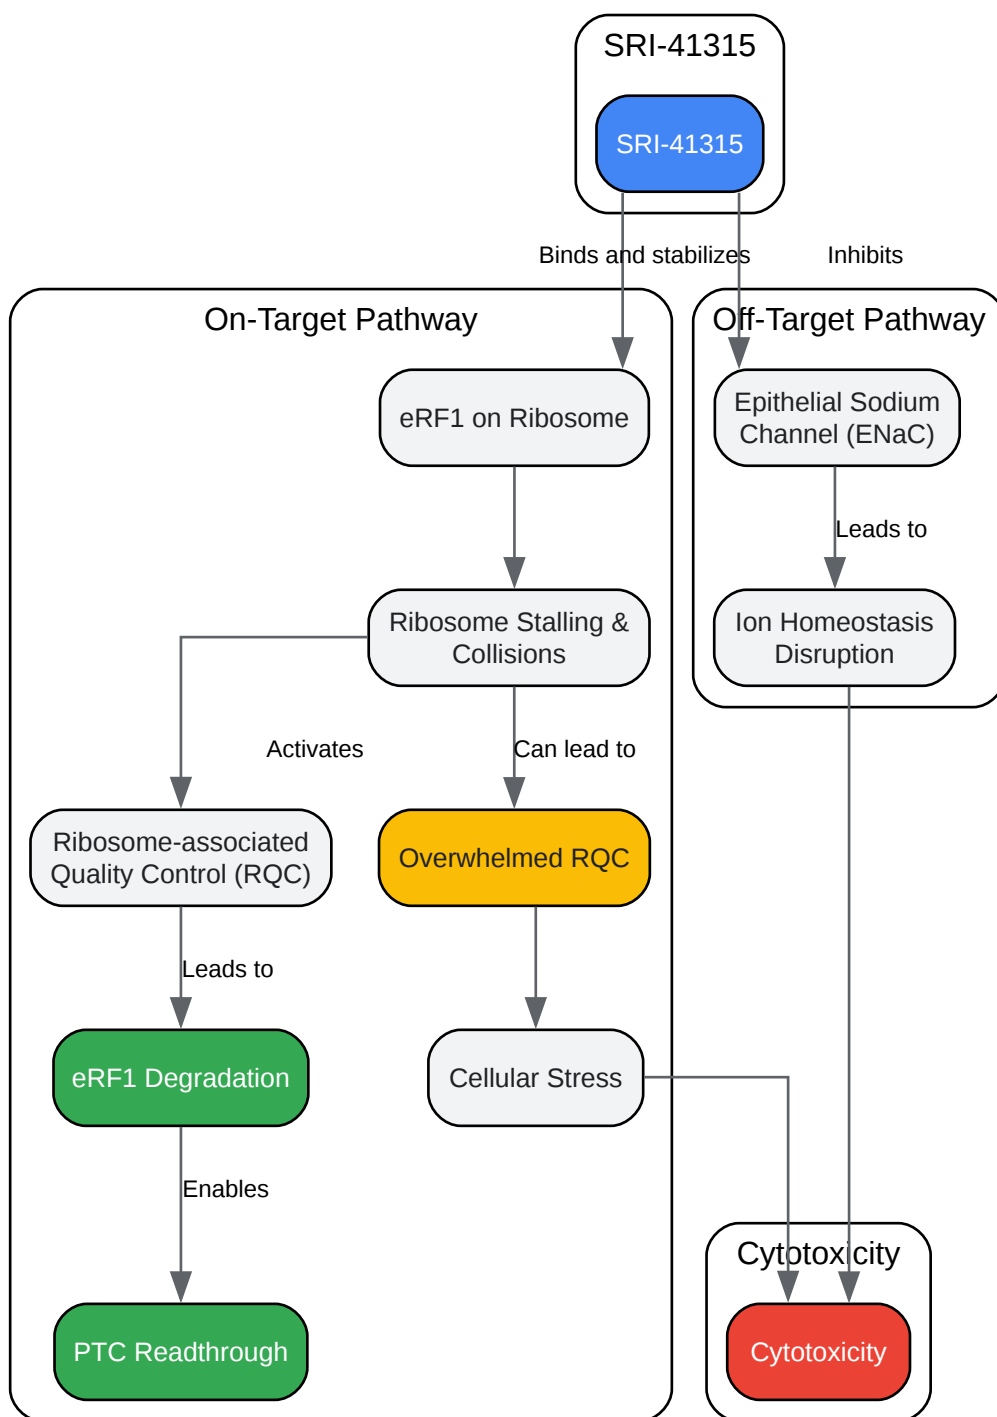 SRI-41315
SRI-41315
Binds and stabilizes
Inhibits
On-Target Pathway
Off-Target Pathway
eRF1 on Ribosome
Epithelial Sodium
Channel (ENaC)
Leads to
Ribosome Stalling &
Collisions
Ion Homeostasis
Disruption
Activates
Can lead to
Ribosome-associated
Quality Control (RQC)
Overwhelmed RQC
Leads to
eRF1 Degradation
Cellular Stress
Enables
Cytotoxicity
PTC Readthrough
Cytotoxicity